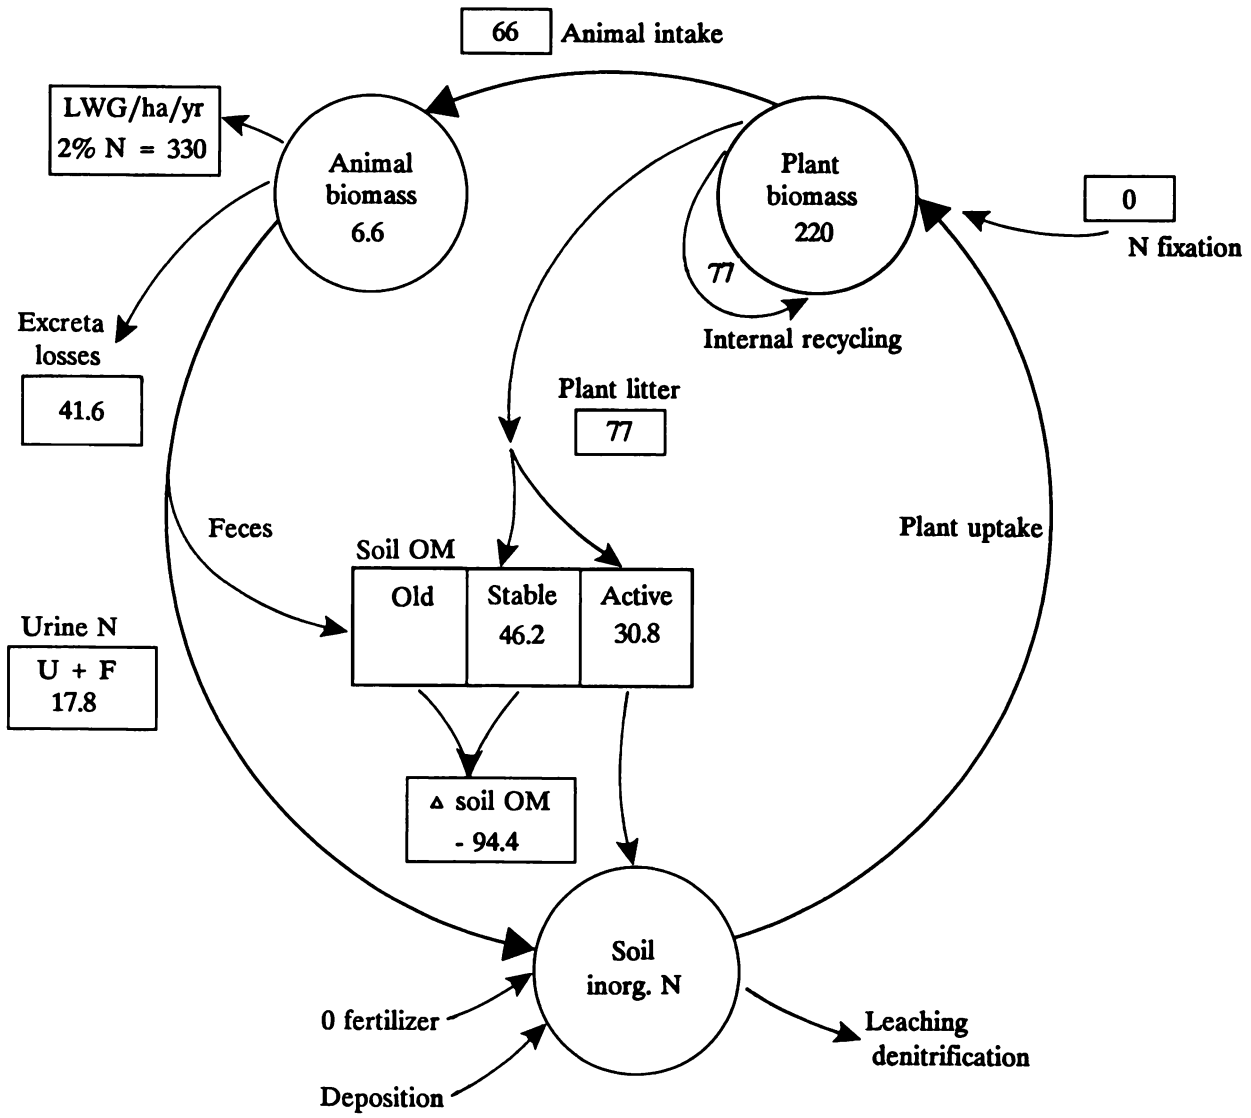 66 Animal intake
LWG/ha/yr
2% N = 330
Animal
biomass
6.6
Plant
biomass
220
0
N fixation
77
Internal recycling
Excreta
losses
41.6
Plant litter
77
Feces
Plant uptake
Soil OM
Old
Stable
46.2
Active
30.8
Urine N
U + F
17.8
Δ soil OM
- 94.4
Soil
inorg. N
0 fertilizer
Deposition
Leaching
denitrification